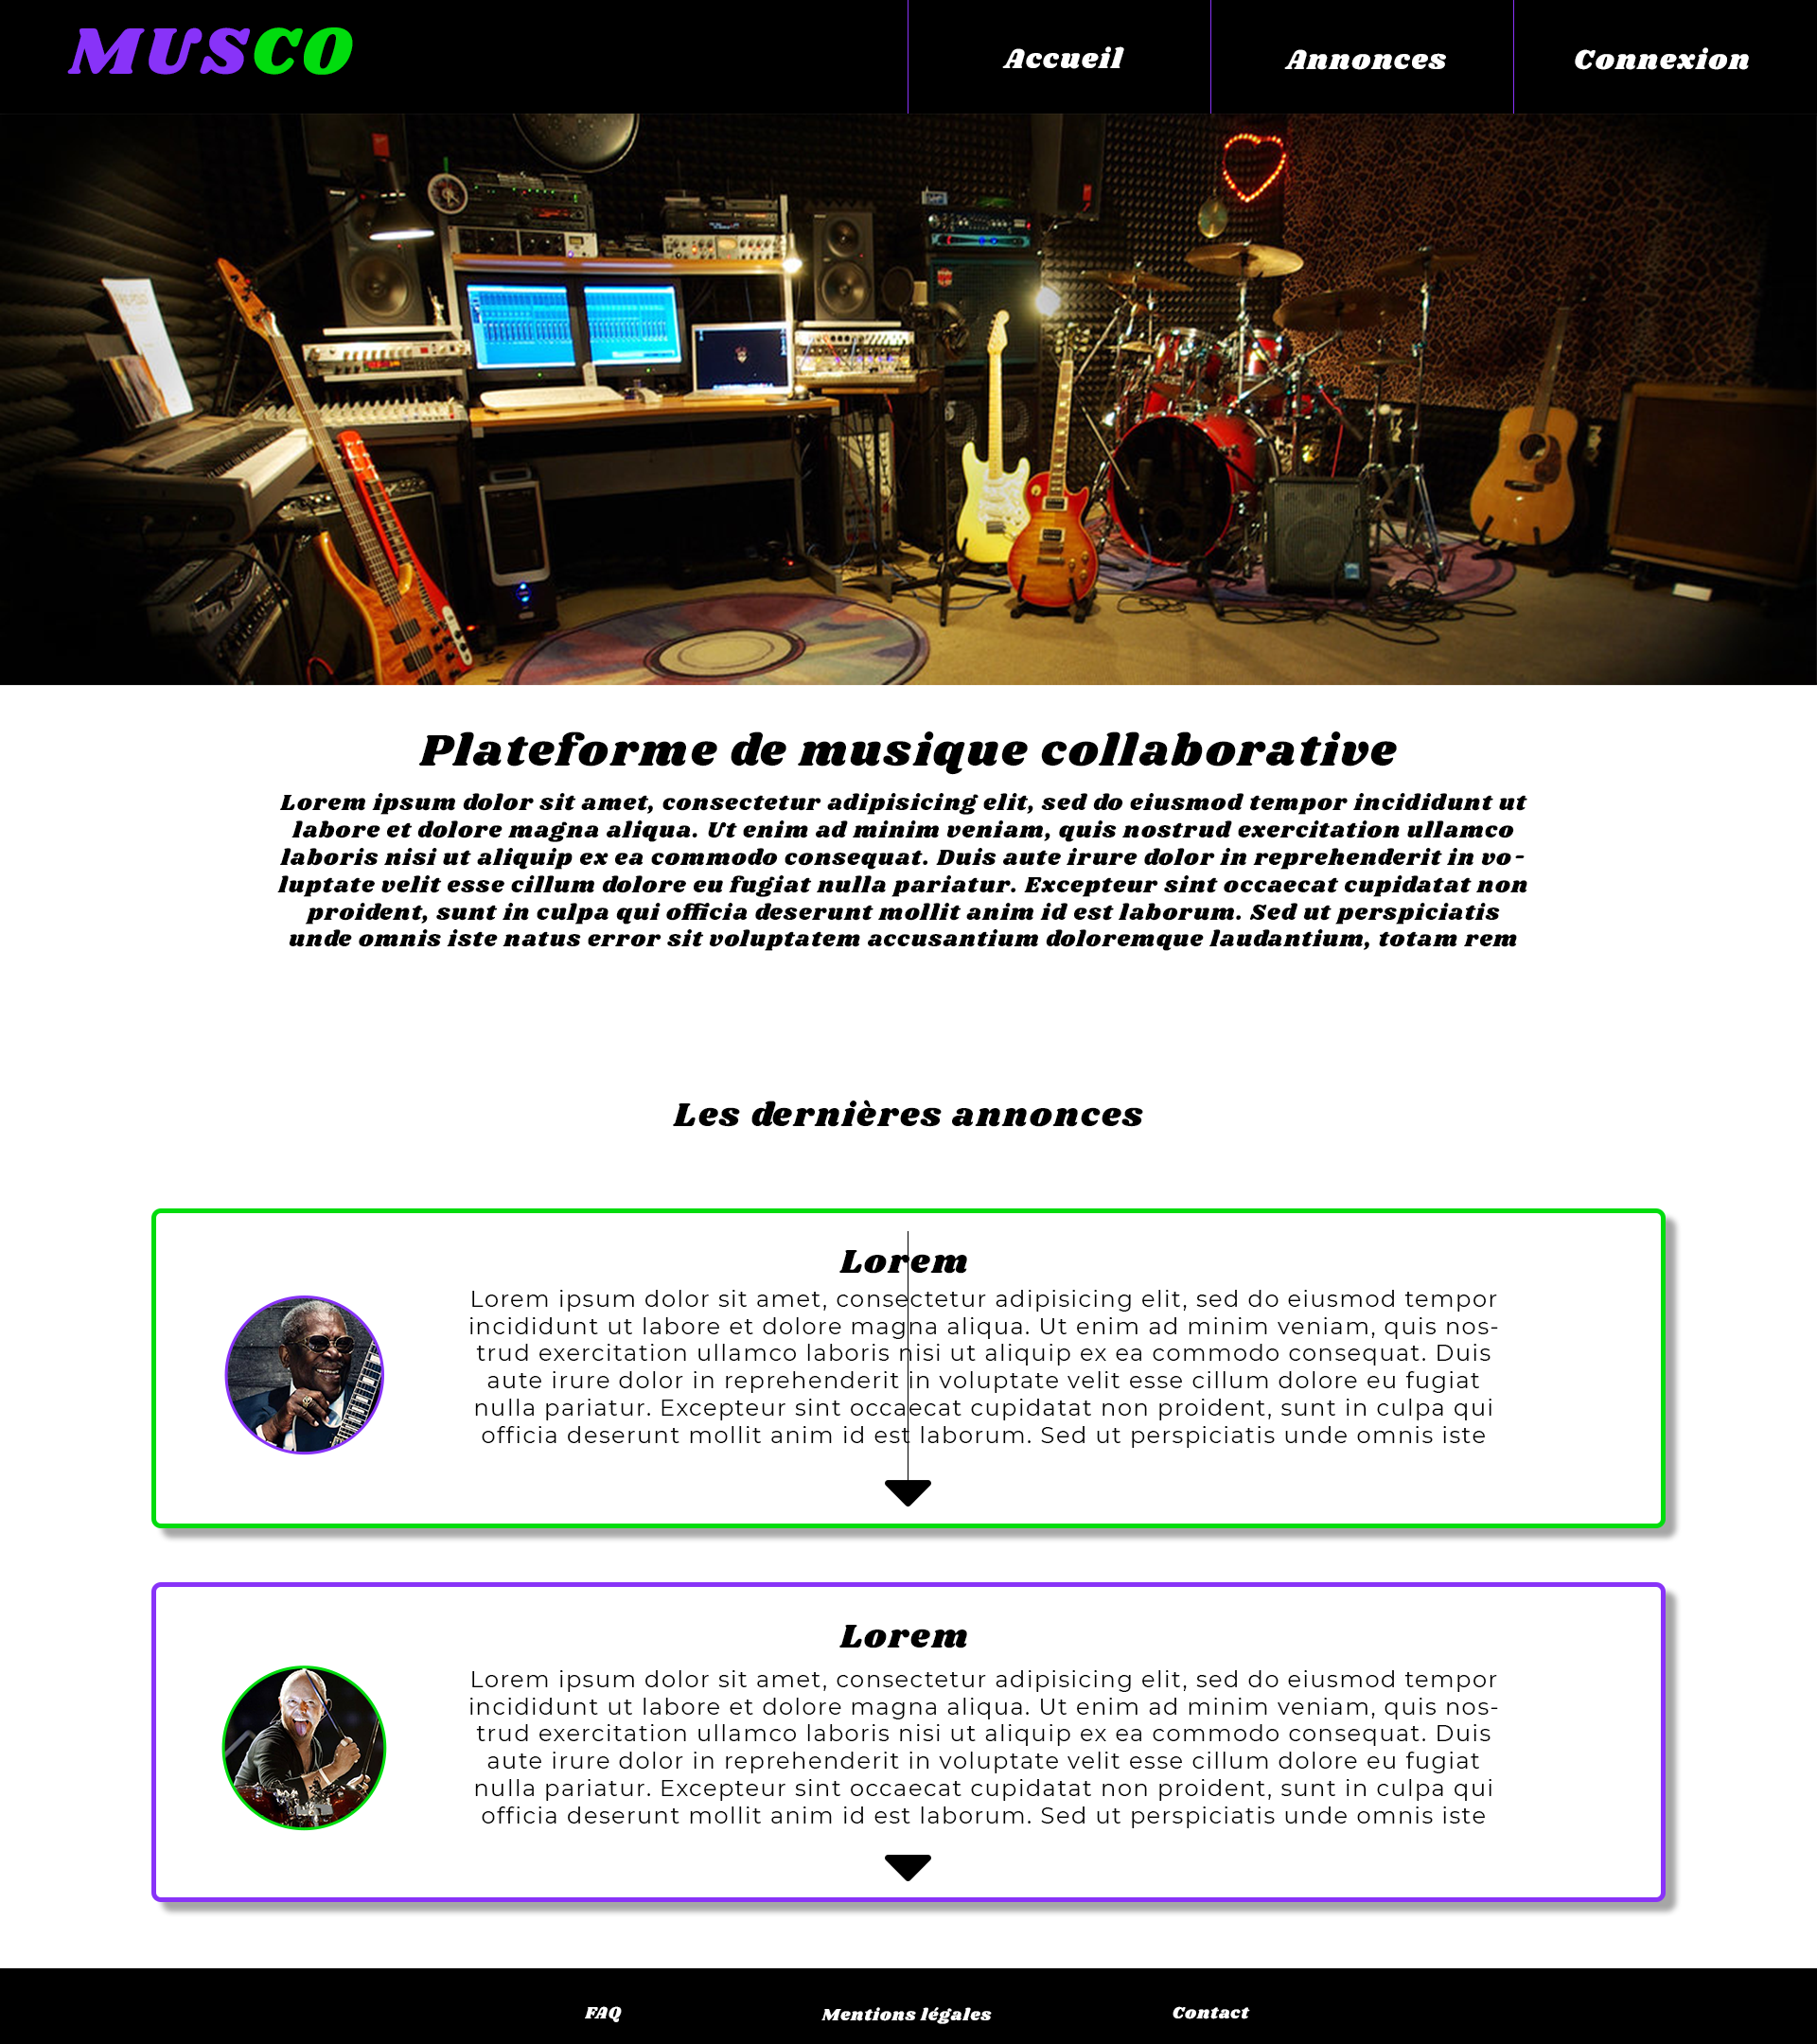 MUSCO
Accueil
Annonces
Connexion
Plateforme de musique collaborative
Lorem ipsum dolor sit amet, consectetur adipisicing elit, sed do eiusmod tempor incididunt ut
labore et dolore magna aliqua. Ut enim ad minim veniam, quis nostrud exercitation ullamco
laboris nisi ut aliquip ex ea commodo consequat. Duis aute irure dolor in reprehenderit in vo-
luptate velit esse cillum dolore eu fugiat nulla pariatur. Excepteur sint occaecat cupidatat non
proident, sunt in culpa qui officia deserunt mollit anim id est laborum. Sed ut perspiciatis
unde omnis iste natus error sit voluptatem accusantium doloremque laudantium, totam rem
Les dernières annonces
Lorem
Lorem ipsum dolor sit amet, consectetur adipisicing elit, sed do eiusmod tempor
incididunt ut labore et dolore magna aliqua. Ut enim ad minim veniam, quis nos-
trud exercitation ullamco laboris nisi ut aliquip ex ea commodo consequat. Duis
aute irure dolor in reprehenderit in voluptate velit esse cillum dolore eu fugiat
nulla pariatur. Excepteur sint occaecat cupidatat non proident, sunt in culpa qui
officia deserunt mollit anim id est laborum. Sed ut perspiciatis unde omnis iste
Lorem
Lorem ipsum dolor sit amet, consectetur adipisicing elit, sed do eiusmod tempor
incididunt ut labore et dolore magna aliqua. Ut enim ad minim veniam, quis nos-
trud exercitation ullamco laboris nisi ut aliquip ex ea commodo consequat. Duis
aute irure dolor in reprehenderit in voluptate velit esse cillum dolore eu fugiat
nulla pariatur. Excepteur sint occaecat cupidatat non proident, sunt in culpa qui
officia deserunt mollit anim id est laborum. Sed ut perspiciatis unde omnis iste
FAQ
Mentions légales
Contact